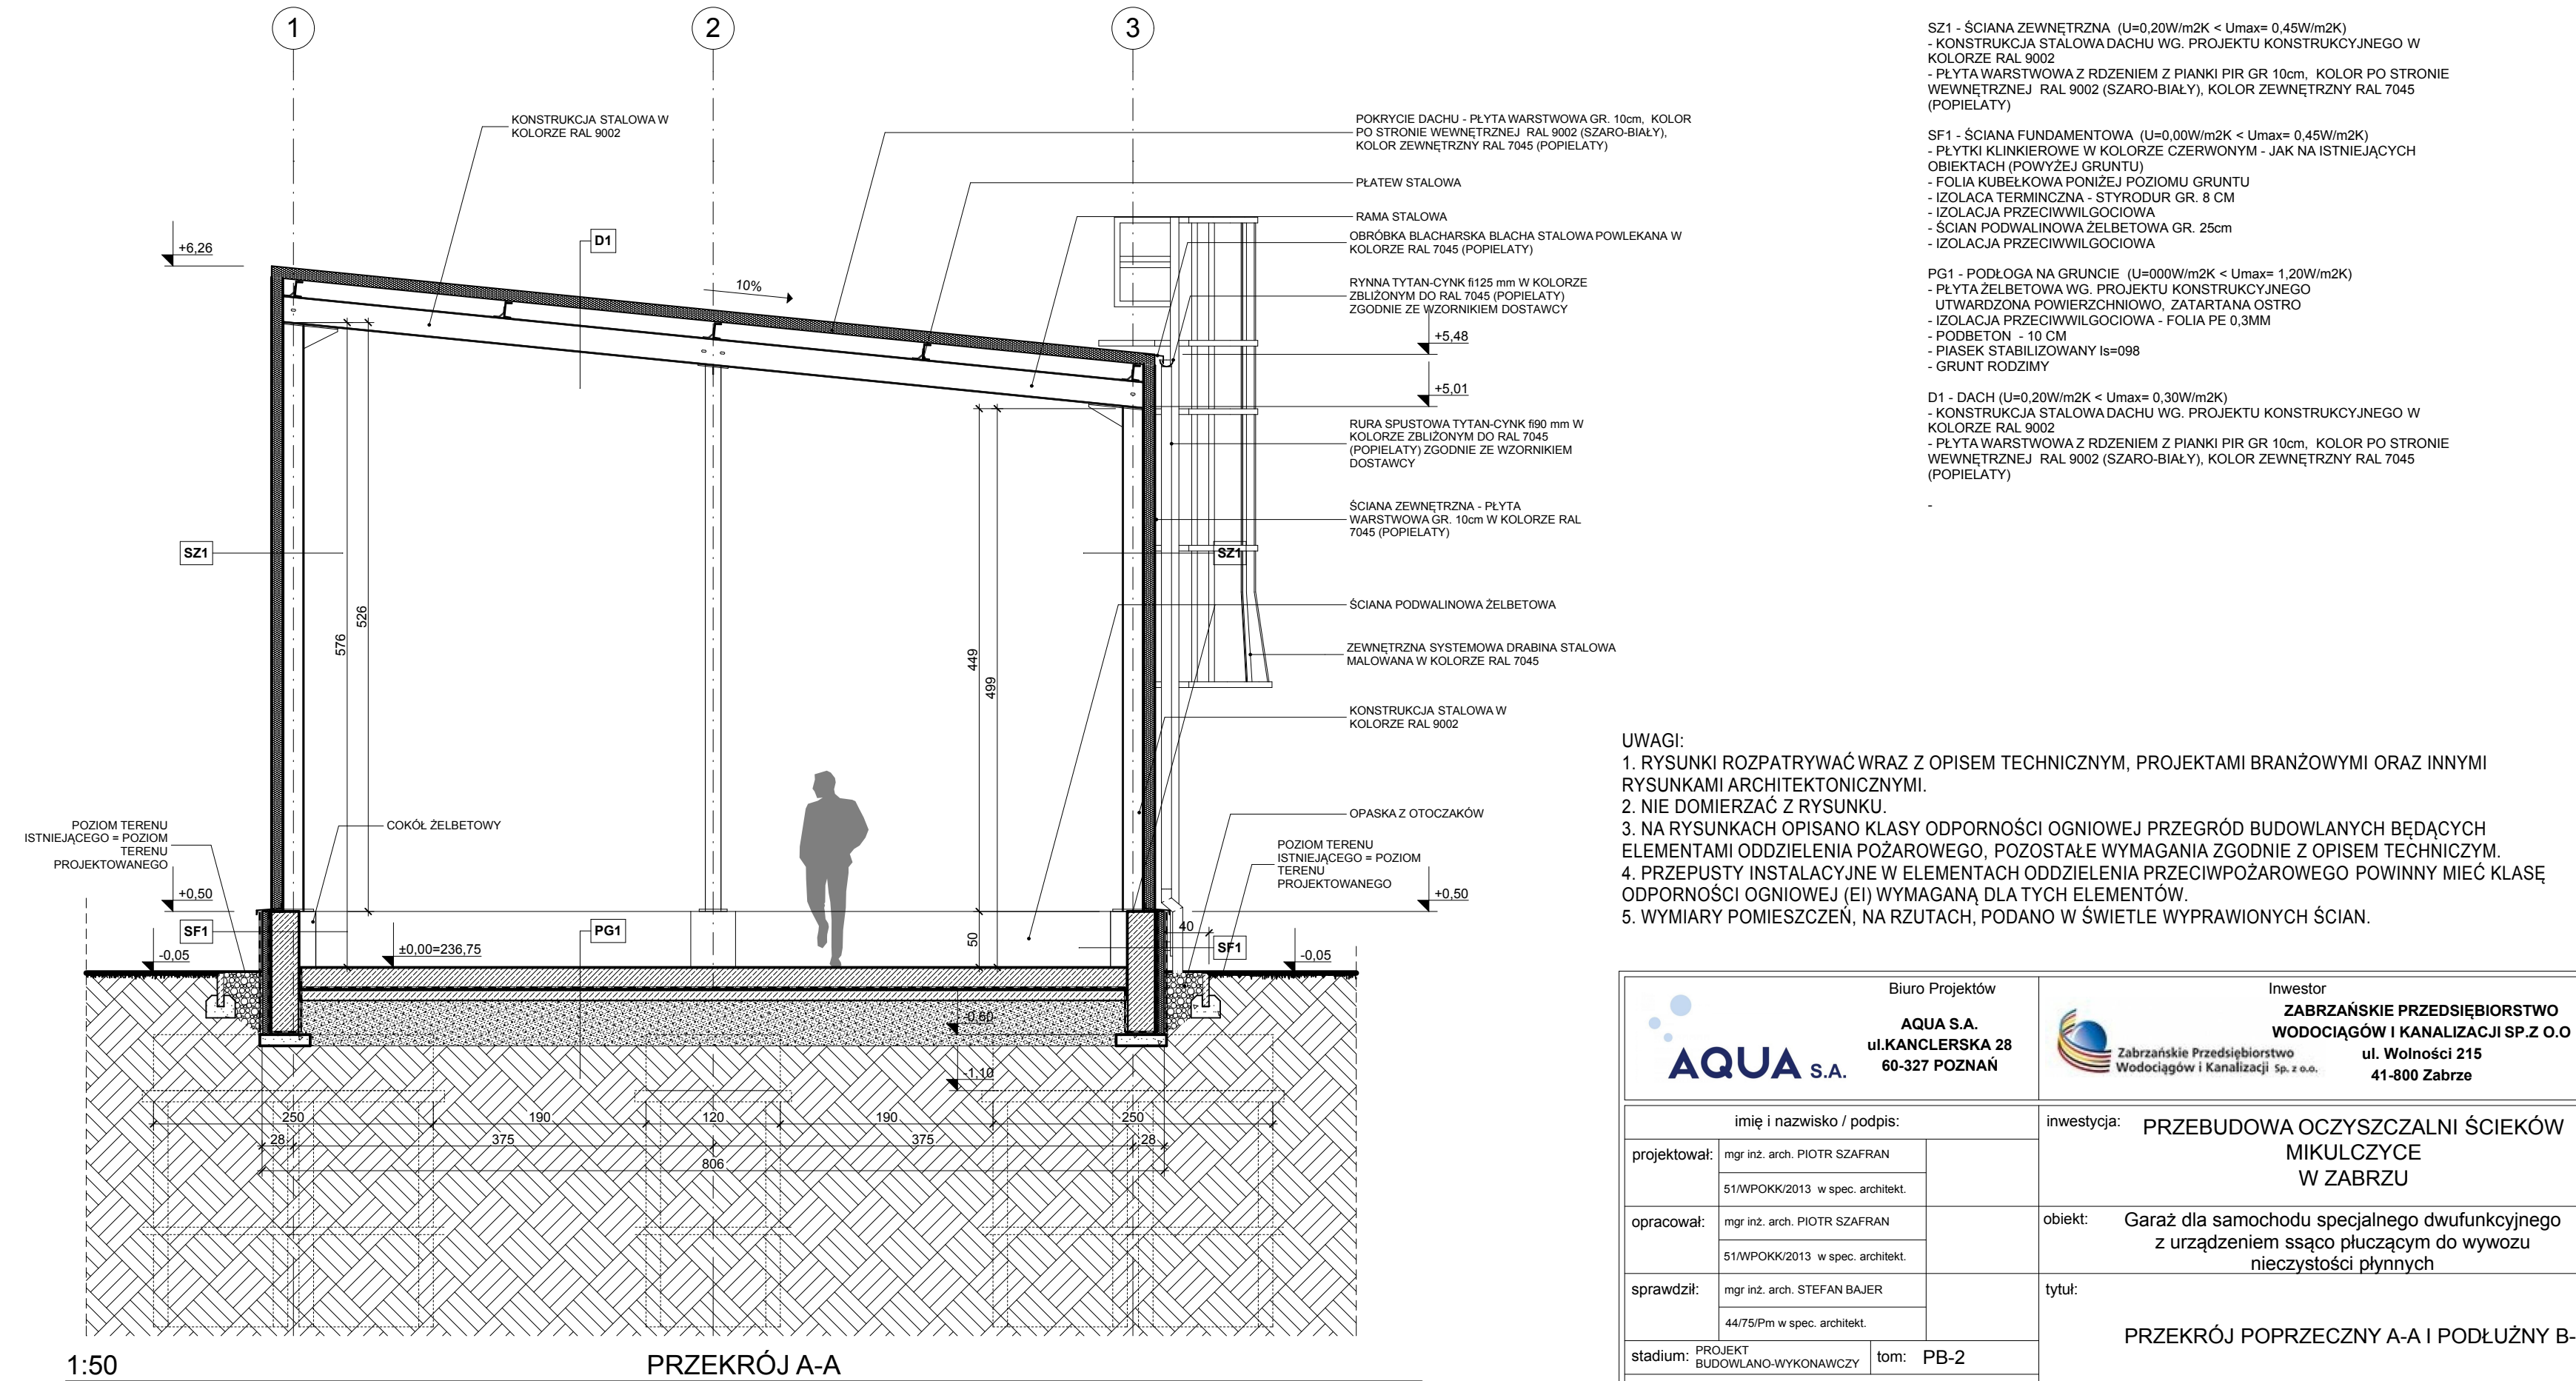 1
2
3
KONSTRUKCJA STALOWA W
KOLORZE RAL 9002
D1
10%
+6,26
POKRYCIE DACHU - PŁYTA WARSTWOWA GR. 10cm, KOLOR
PO STRONIE WEWNĘTRZNEJ RAL 9002 (SZARO-BIAŁY),
KOLOR ZEWNĘTRZNY RAL 7045 (POPIELATY)
PŁATEW STALOWA
RAMA STALOWA
OBRÓBKA BLACHARSKA BLACHA STALOWA POWLEKANA W
KOLORZE RAL 7045 (POPIELATY)
RYNNA TYTAN-CYNK fi125 mm W KOLORZE
ZBLIŻONYM DO RAL 7045 (POPIELATY)
ZGODNIE ZE WZORNIKIEM DOSTAWCY
+5,48
+5,01
RURA SPUSTOWA TYTAN-CYNK fi90 mm W
KOLORZE ZBLIŻONYM DO RAL 7045
(POPIELATY) ZGODNIE ZE WZORNIKIEM
DOSTAWCY
ŚCIANA ZEWNĘTRZNA - PŁYTA
WARSTWOWA GR. 10cm W KOLORZE RAL
7045 (POPIELATY)
SZ1
SZ1
576
526
449
499
ŚCIANA PODWALINOWA ŻELBETOWA
ZEWNĘTRZNA SYSTEMOWA DRABINA STALOWA
MALOWANA W KOLORZE RAL 7045
KONSTRUKCJA STALOWA W
KOLORZE RAL 9002
OPASKA Z OTOCZAKÓW
POZIOM TERENU
ISTNIEJĄCEGO = POZIOM
TERENU
PROJEKTOWANEGO
COKÓŁ ŻELBETOWY
POZIOM TERENU
ISTNIEJĄCEGO = POZIOM
TERENU
PROJEKTOWANEGO
+0,50
+0,50
SF1
PG1
50
40
SF1
-0,05
±0,00=236,75
-0,05
-0,60
-1,10
250
190
120
190
250
28
375
375
28
806
1:50
PRZEKRÓJ A-A
SZ1 - ŚCIANA ZEWNĘTRZNA (U=0,20W/m2K < Umax= 0,45W/m2K)
- KONSTRUKCJA STALOWA DACHU WG. PROJEKTU KONSTRUKCYJNEGO W
KOLORZE RAL 9002
- PŁYTA WARSTWOWA Z RDZENIEM Z PIANKI PIR GR 10cm, KOLOR PO STRONIE
WEWNĘTRZNEJ RAL 9002 (SZARO-BIAŁY), KOLOR ZEWNĘTRZNY RAL 7045
(POPIELATY)
SF1 - ŚCIANA FUNDAMENTOWA (U=0,00W/m2K < Umax= 0,45W/m2K)
- PŁYTKI KLINKIEROWE W KOLORZE CZERWONYM - JAK NA ISTNIEJĄCYCH
OBIEKTACH (POWYŻEJ GRUNTU)
- FOLIA KUBEŁKOWA PONIŻEJ POZIOMU GRUNTU
- IZOLACA TERMINCZNA - STYRODUR GR. 8 CM
- IZOLACJA PRZECIWWILGOCIOWA
- ŚCIAN PODWALINOWA ŻELBETOWA GR. 25cm
- IZOLACJA PRZECIWWILGOCIOWA
PG1 - PODŁOGA NA GRUNCIE (U=000W/m2K < Umax= 1,20W/m2K)
- PŁYTA ŻELBETOWA WG. PROJEKTU KONSTRUKCYJNEGO
UTWARDZONA POWIERZCHNIOWO, ZATARTANA OSTRO
- IZOLACJA PRZECIWWILGOCIOWA - FOLIA PE 0,3MM
- PODBETON - 10 CM
- PIASEK STABILIZOWANY Is=098
- GRUNT RODZIMY
D1 - DACH (U=0,20W/m2K < Umax= 0,30W/m2K)
- KONSTRUKCJA STALOWA DACHU WG. PROJEKTU KONSTRUKCYJNEGO W
KOLORZE RAL 9002
- PŁYTA WARSTWOWA Z RDZENIEM Z PIANKI PIR GR 10cm, KOLOR PO STRONIE
WEWNĘTRZNEJ RAL 9002 (SZARO-BIAŁY), KOLOR ZEWNĘTRZNY RAL 7045
(POPIELATY)
-
UWAGI:
1. RYSUNKI ROZPATRYWAĆ WRAZ Z OPISEM TECHNICZNYM, PROJEKTAMI BRANŻOWYMI ORAZ INNYMI
RYSUNKAMI ARCHITEKTONICZNYMI.
2. NIE DOMIERZAĆ Z RYSUNKU.
3. NA RYSUNKACH OPISANO KLASY ODPORNOŚCI OGNIOWEJ PRZEGRÓD BUDOWLANYCH BĘDĄCYCH
ELEMENTAMI ODDZIELENIA POŻAROWEGO, POZOSTAŁE WYMAGANIA ZGODNIE Z OPISEM TECHNICZYM.
4. PRZEPUSTY INSTALACYJNE W ELEMENTACH ODDZIELENIA PRZECIWPOŻAROWEGO POWINNY MIEĆ KLASĘ
ODPORNOŚCI OGNIOWEJ (EI) WYMAGANĄ DLA TYCH ELEMENTÓW.
5. WYMIARY POMIESZCZEŃ, NA RZUTACH, PODANO W ŚWIETLE WYPRAWIONYCH ŚCIAN.
Biuro Projektów
AQUA S.A.
ul.KANCLERSKA 28
60-327 POZNAŃ
AQUA S.A.
Inwestor
ZABRZAŃSKIE PRZEDSIĘBIORSTWO
WODOCIĄGÓW I KANALIZACJI SP.Z O.O
ul. Wolności 215
41-800 Zabrze
Zabrzańskie Przedsiębiorstwo
Wodociągów i Kanalizacji Sp. z o.o.
imię i nazwisko / podpis:
projektował: mgr inż. arch. PIOTR SZAFRAN
51/WPOKK/2013 w spec. architekt.
opracował: mgr inż. arch. PIOTR SZAFRAN
51/WPOKK/2013 w spec. architekt.
sprawdził: mgr inż. arch. STEFAN BAJER
44/75/Pm w spec. architekt.
stadium: PROJEKT
BUDOWLANO-WYKONAWCZY
tom: PB-2
inwestycja: PRZEBUDOWA OCZYSZCZALNI ŚCIEKÓW
MIKULCZYCE
W ZABRZU
obiekt: Garaż dla samochodu specjalnego dwufunkcyjnego
z urządzeniem ssąco płuczącym do wywozu
nieczystości płynnych
tytuł:
PRZEKRÓJ POPRZECZNY A-A I PODŁUŻNY B-